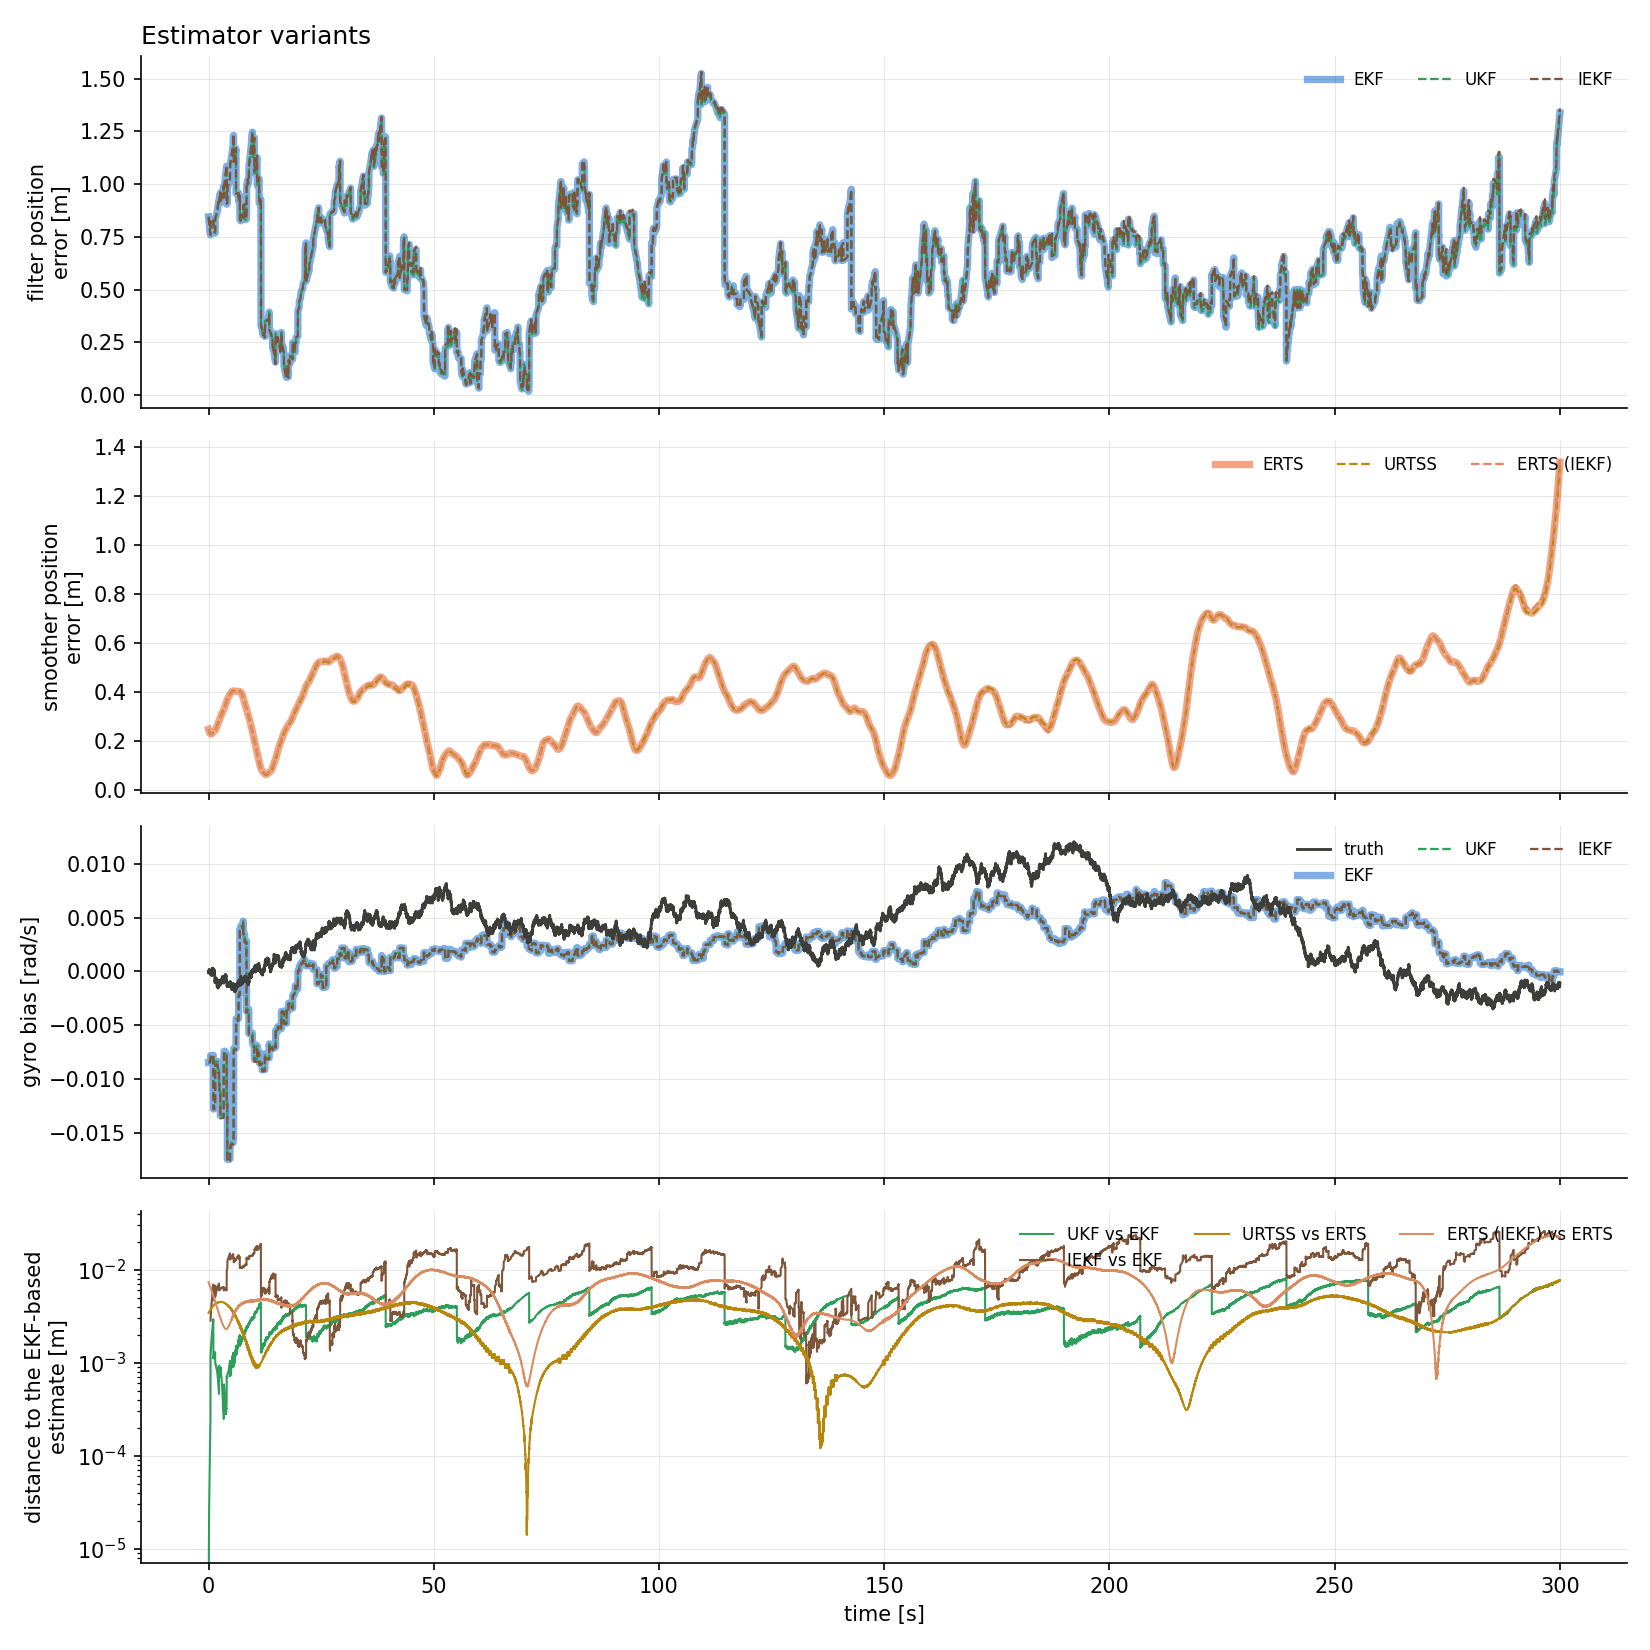 Estimator variants
filter position
error [m]
1.50
1.25
1.00
0.75
0.50
0.25
0.00
EKF UKF IEKF
smoother position
error [m]
1.4
1.2
1.0
0.8
0.6
0.4
0.2
0.0
ERTS URTSS ERTS (IEKF)
gyro bias [rad/s]
0.010
0.005
0.000
−0.005
−0.010
−0.015
truth UKF IEKF
EKF
distance to the EKF-based
estimate [m]
10⁻²
10⁻³
10⁻⁴
10⁻⁵
UKF vs EKF URTSS vs ERTS ERTS (IEKF) vs ERTS
IEKF vs EKF
0 50 100 150 200 250 300
time [s]